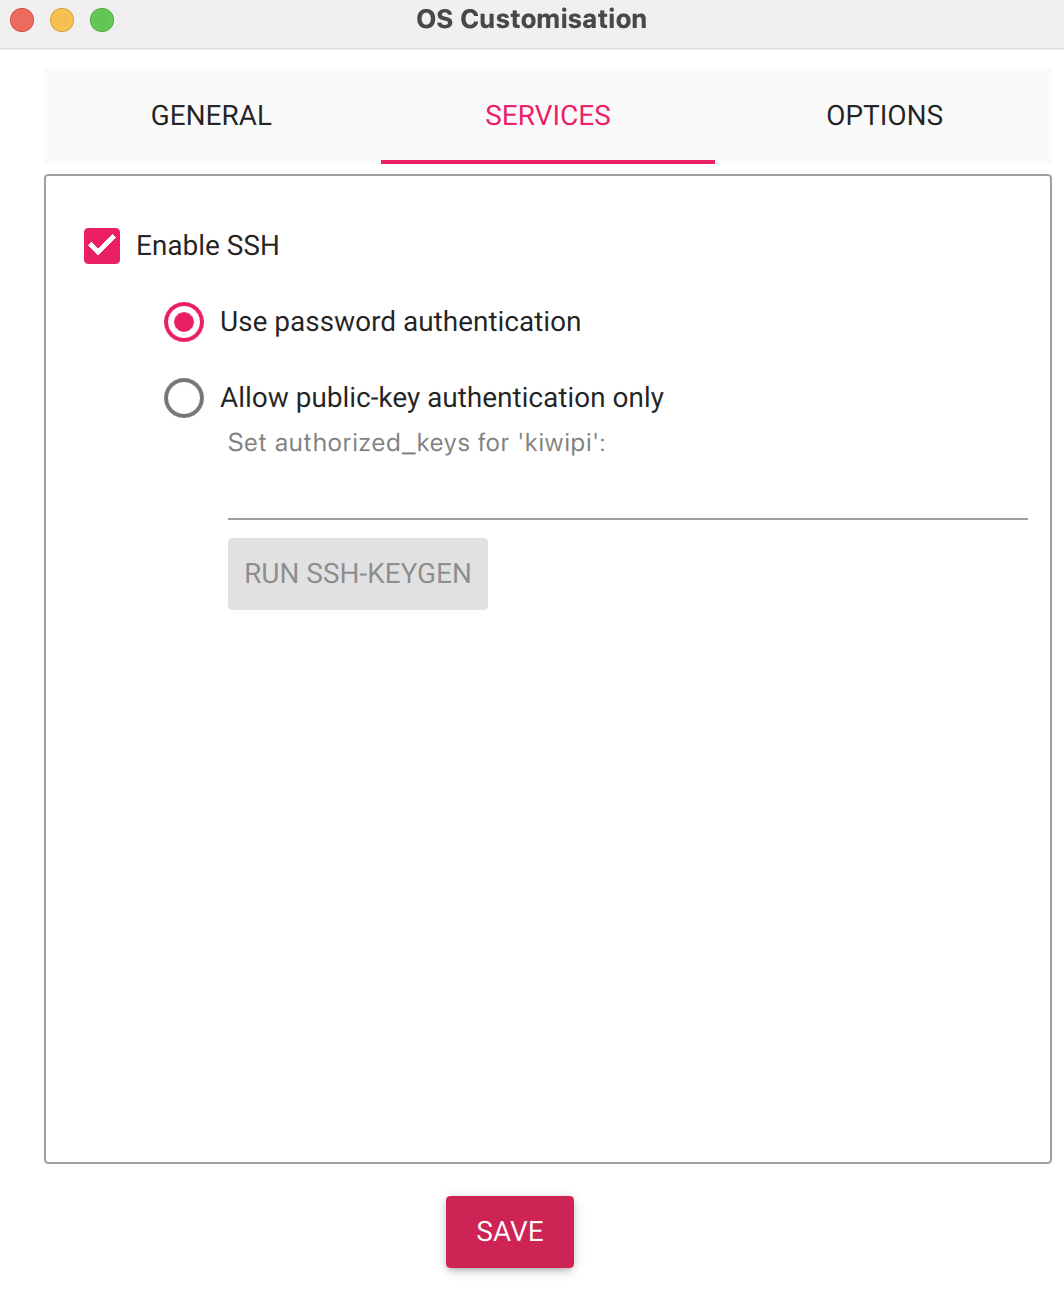 OS Customisation
GENERAL SERVICES OPTIONS
Enable SSH
Use password authentication
Allow public-key authentication only
Set authorized_keys for 'kiwipi':
RUN SSH-KEYGEN
SAVE